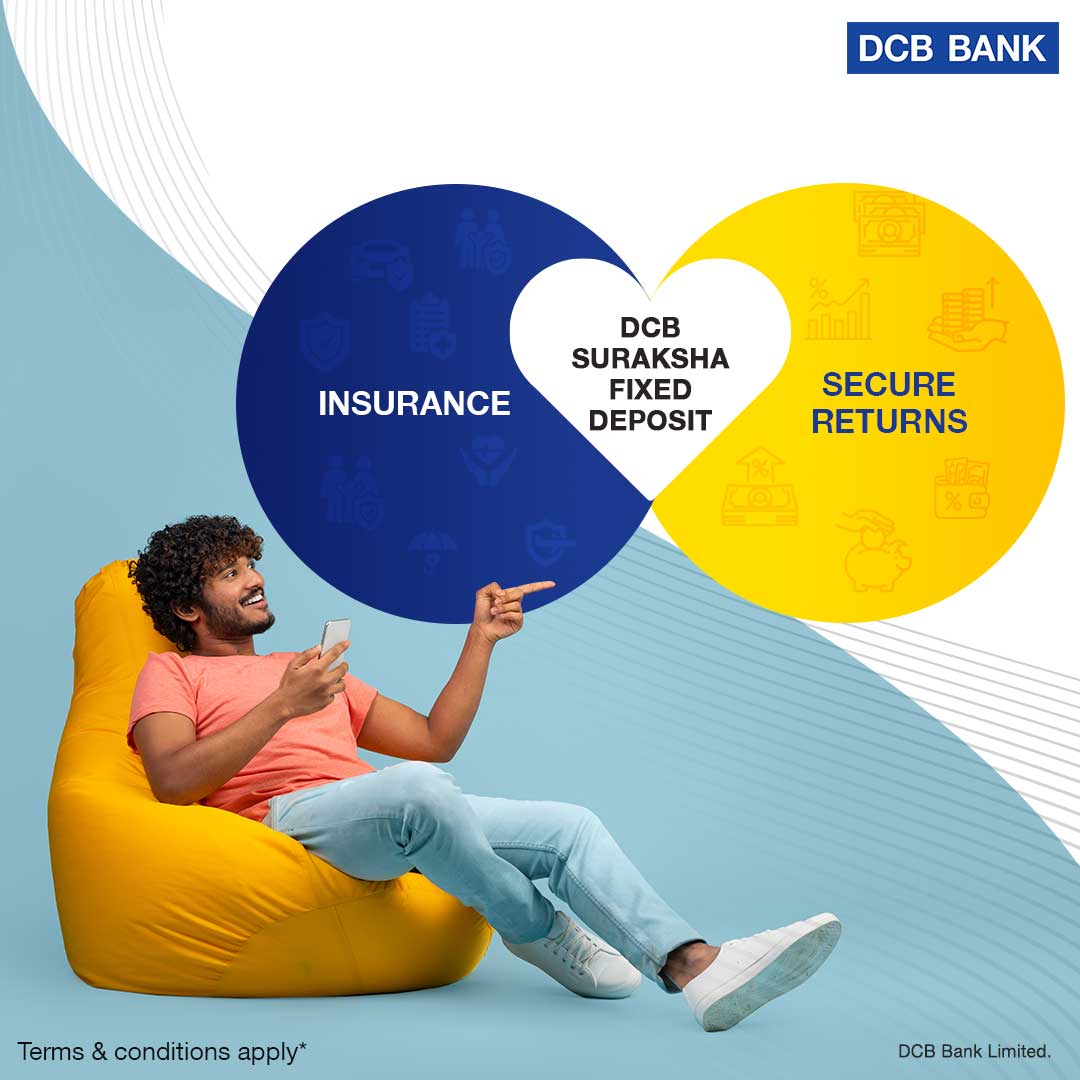 DCB BANK
INSURANCE
DCB
SURAKSHA
FIXED
DEPOSIT
SECURE
RETURNS
Terms & conditions apply*
DCB Bank Limited.